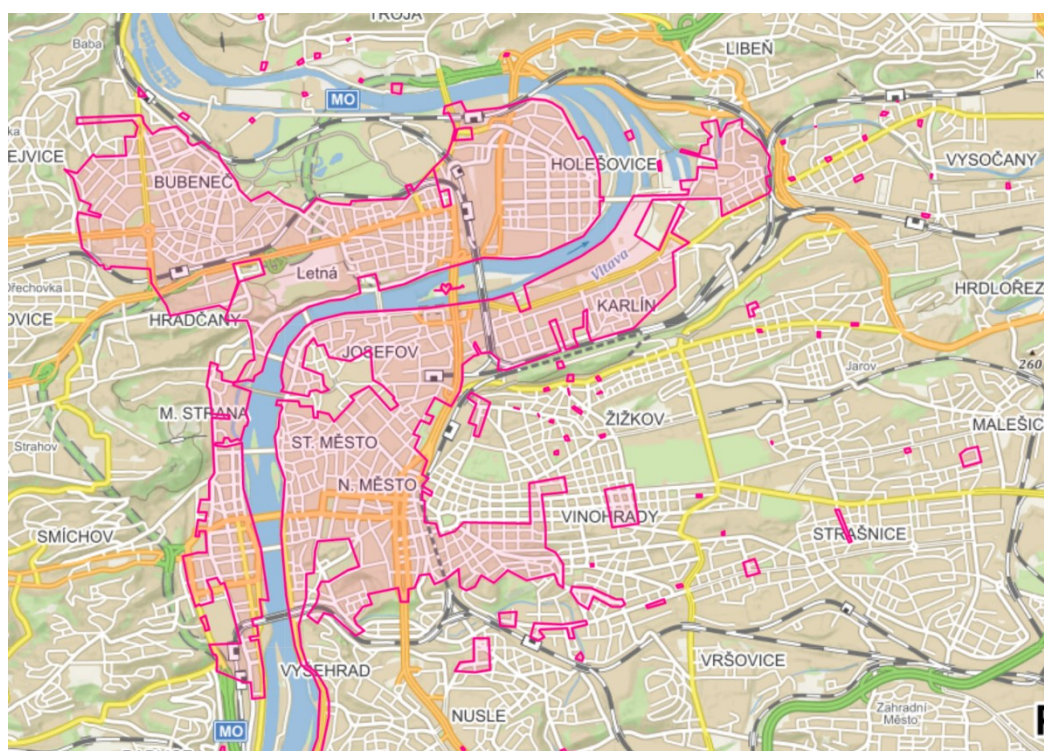 TROJA
Baba
LIBEŇ
MO
K
ka
EJVICE
HOLEŠOVICE
VYSOČANY
BUBENEČ
Vltava
Letná
Ořechovka
HRDLOŘEZ
OVICE
HRADČANY
KARLÍN
JOSEFOV
Jarov
260
M. STRANA
ŽIŽKOV
MALEŠIC
Strahov
ST. MĚSTO
N. MĚSTO
VINOHRADY
SMÍCHOV
STRAŠNICE
VYŠEHRAD
VRŠOVICE
Zahradní
Město
NUSLE
MO